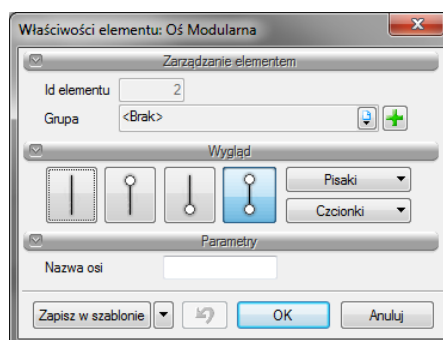 Właściwości elementu: Oś Modularna
Zarządzanie elementem
Id elementu 2
Grupa <Brak>
Wygląd
Pisaki
Czcionki
Parametry
Nazwa osi
Zapisz w szablonie OK Anuluj